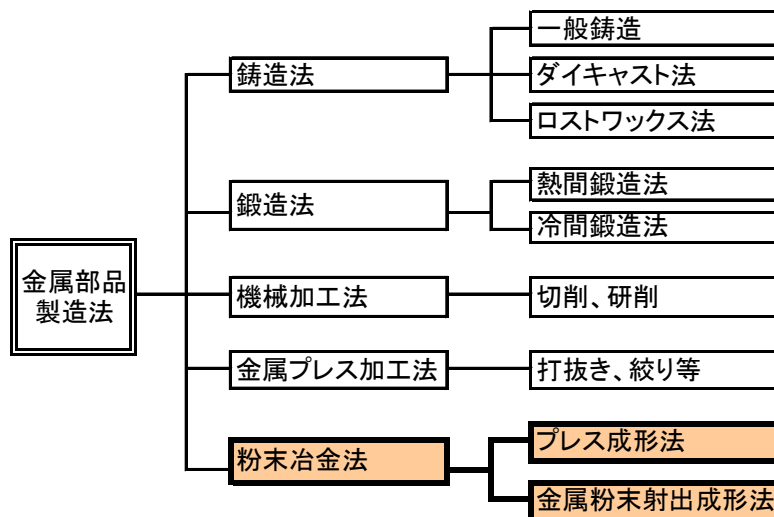 金属部品
製造法
鋳造法
一般鋳造
ダイキャスト法
ロストワックス法
鍛造法
熱間鍛造法
冷間鍛造法
機械加工法
切削、研削
金属プレス加工法
打抜き、絞り等
粉末冶金法
プレス成形法
金属粉末射出成形法